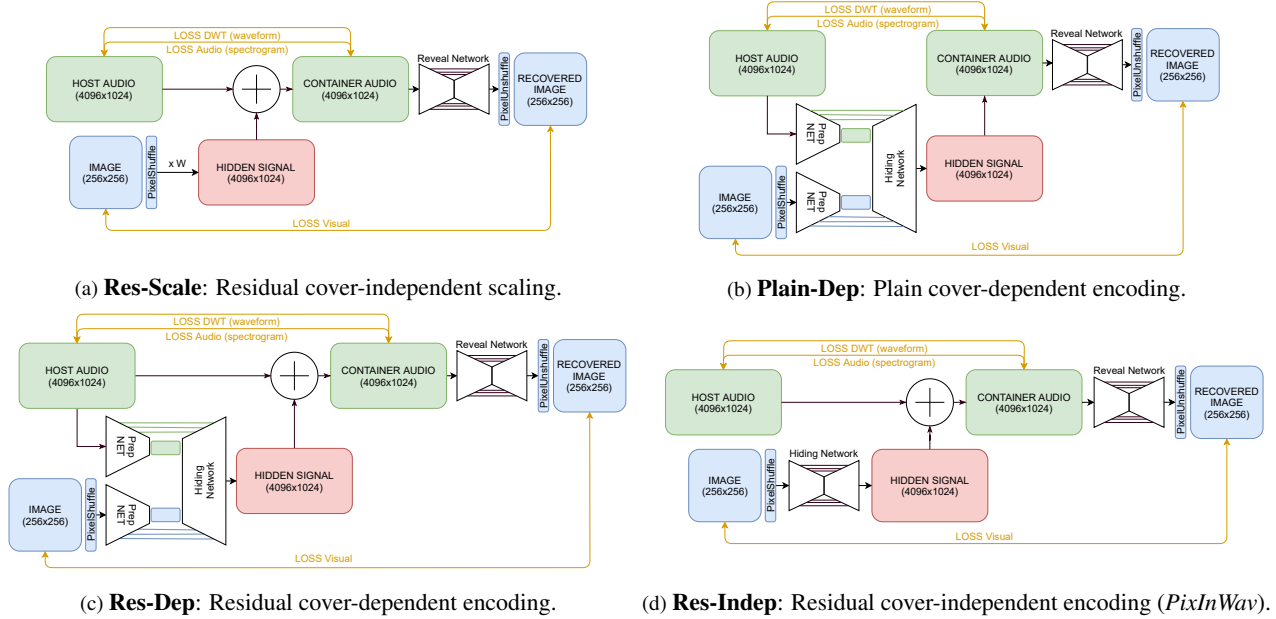 LOSS DWT (waveform)
LOSS Audio (spectrogram)
HOST AUDIO
(4096x1024)
CONTAINER AUDIO
(4096x1024)
Reveal Network
PixelUnshuffle
RECOVERED
IMAGE
(256x256)
IMAGE
(256x256)
PixelShuffle
x W
HIDDEN SIGNAL
(4096x1024)
LOSS Visual
(a) Res-Scale: Residual cover-independent scaling.
LOSS DWT (waveform)
LOSS Audio (spectrogram)
HOST AUDIO
(4096x1024)
CONTAINER AUDIO
(4096x1024)
Reveal Network
PixelUnshuffle
RECOVERED
IMAGE
(256x256)
Prep
NET
Hiding
Network
HIDDEN SIGNAL
(4096x1024)
IMAGE
(256x256)
PixelShuffle
Prep
NET
LOSS Visual
(b) Plain-Dep: Plain cover-dependent encoding.
LOSS DWT (waveform)
LOSS Audio (spectrogram)
HOST AUDIO
(4096x1024)
CONTAINER AUDIO
(4096x1024)
Reveal Network
PixelUnshuffle
RECOVERED
IMAGE
(256x256)
Prep
NET
Hiding
Network
HIDDEN SIGNAL
(4096x1024)
IMAGE
(256x256)
PixelShuffle
Prep
NET
LOSS Visual
(c) Res-Dep: Residual cover-dependent encoding.
LOSS DWT (waveform)
LOSS Audio (spectrogram)
HOST AUDIO
(4096x1024)
CONTAINER AUDIO
(4096x1024)
Reveal Network
PixelUnshuffle
RECOVERED
IMAGE
(256x256)
IMAGE
(256x256)
PixelShuffle
Hiding Network
HIDDEN SIGNAL
(4096x1024)
LOSS Visual
(d) Res-Indep: Residual cover-independent encoding (PixInWav).